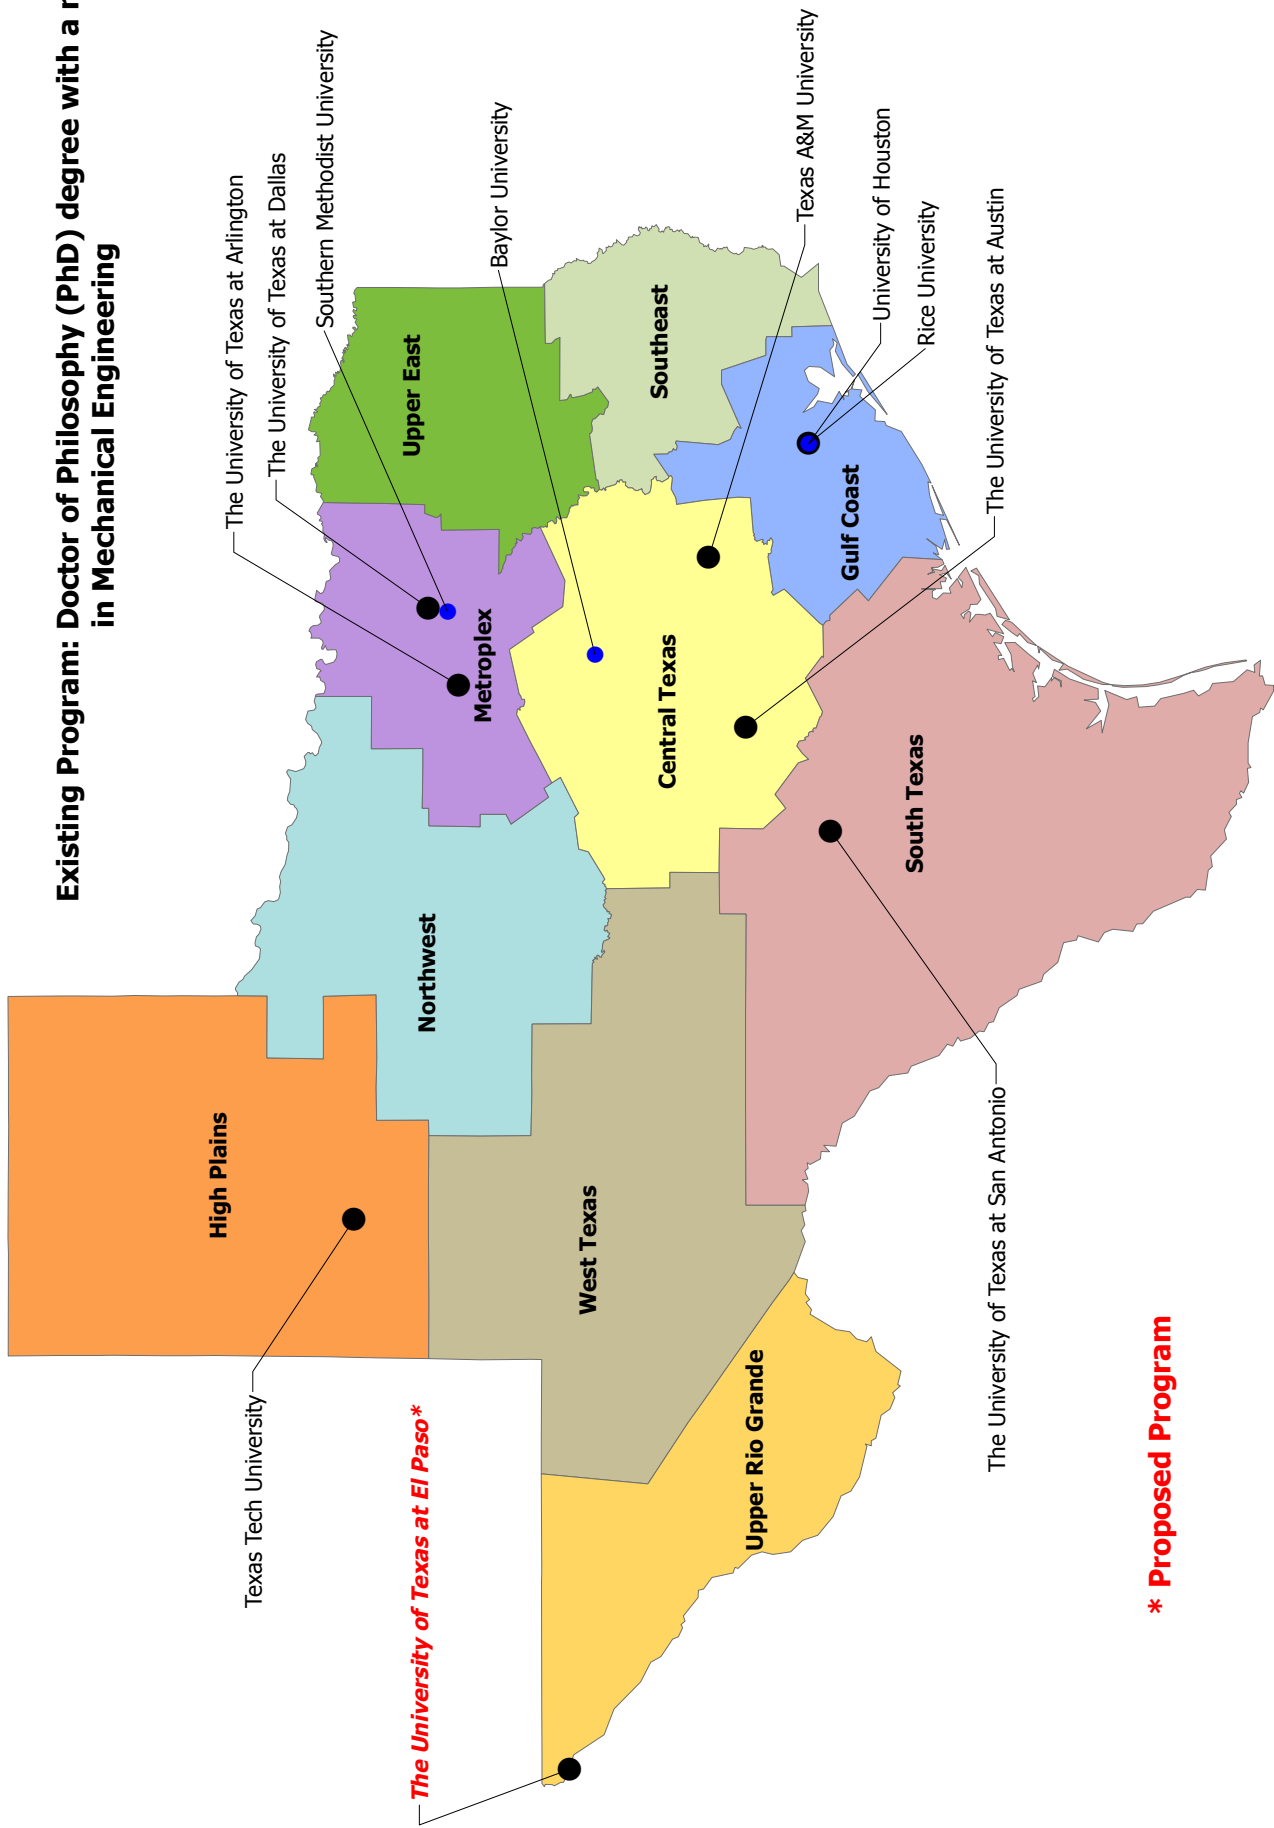 Existing Program: Doctor of Philosophy (PhD) degree with a
in Mechanical Engineering
The University of Texas at Arlington
The University of Texas at Dallas
Southern Methodist University
Baylor University
Texas A&M University
University of Houston
Rice University
The University of Texas at Austin
The University of Texas at San Antonio
Texas Tech University
The University of Texas at El Paso*
High Plains
Northwest
Metroplex
Upper East
Southeast
Gulf Coast
Central Texas
South Texas
West Texas
Upper Rio Grande
* Proposed Program